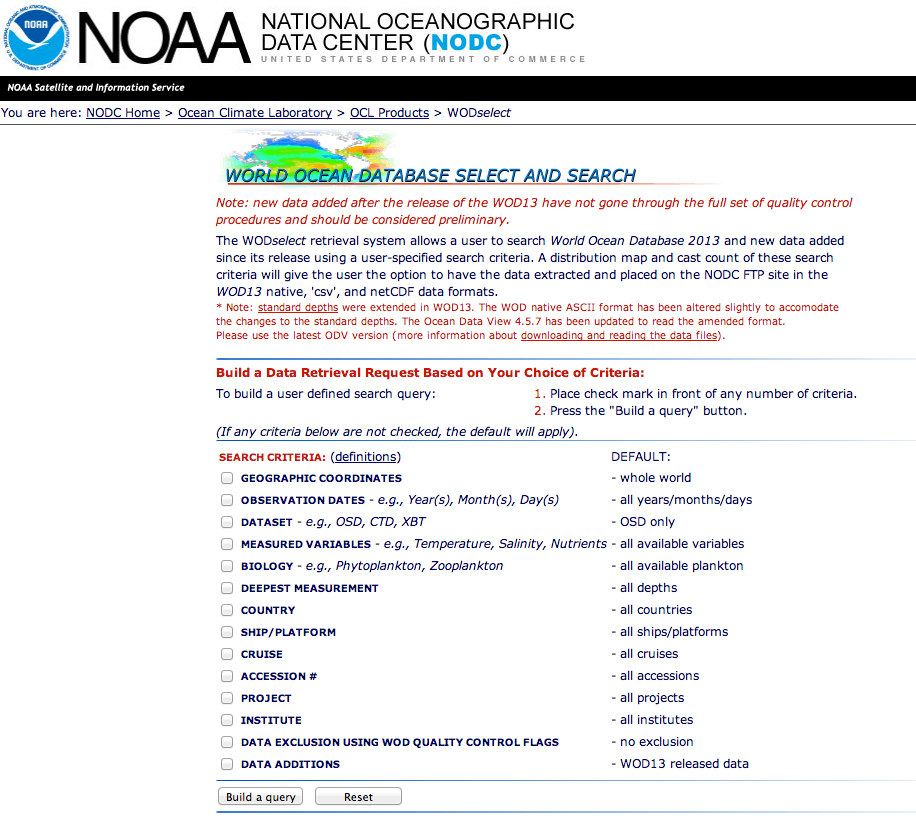 NOAA
NATIONAL OCEANIC AND ATMOSPHERIC ADMINISTRATION
U.S. DEPARTMENT OF COMMERCE
NOAA
NATIONAL OCEANOGRAPHIC
DATA CENTER (NODC)
UNITED STATES DEPARTMENT OF COMMERCE
NOAA Satellite and Information Service
You are here: NODC Home > Ocean Climate Laboratory > OCL Products > WODselect
WORLD OCEAN DATABASE SELECT AND SEARCH
Note: new data added after the release of the WOD13 have not gone through the full set of quality control
procedures and should be considered preliminary.
The WODselect retrieval system allows a user to search World Ocean Database 2013 and new data added
since its release using a user-specified search criteria. A distribution map and cast count of these search
criteria will give the user the option to have the data extracted and placed on the NODC FTP site in the
WOD13 native, 'csv', and netCDF data formats.
* Note: standard depths were extended in WOD13. The WOD native ASCII format has been altered slightly to accomodate
the changes to the standard depths. The Ocean Data View 4.5.7 has been updated to read the amended format.
Please use the latest ODV version (more information about downloading and reading the data files).
Build a Data Retrieval Request Based on Your Choice of Criteria:
To build a user defined search query: 1. Place check mark in front of any number of criteria.
2. Press the "Build a query" button.
(If any criteria below are not checked, the default will apply).
SEARCH CRITERIA: (definitions) DEFAULT:
GEOGRAPHIC COORDINATES - whole world
OBSERVATION DATES - e.g., Year(s), Month(s), Day(s) - all years/months/days
DATASET - e.g., OSD, CTD, XBT - OSD only
MEASURED VARIABLES - e.g., Temperature, Salinity, Nutrients - all available variables
BIOLOGY - e.g., Phytoplankton, Zooplankton - all available plankton
DEEPEST MEASUREMENT - all depths
COUNTRY - all countries
SHIP/PLATFORM - all ships/platforms
CRUISE - all cruises
ACCESSION # - all accessions
PROJECT - all projects
INSTITUTE - all institutes
DATA EXCLUSION USING WOD QUALITY CONTROL FLAGS - no exclusion
DATA ADDITIONS - WOD13 released data
Build a query Reset